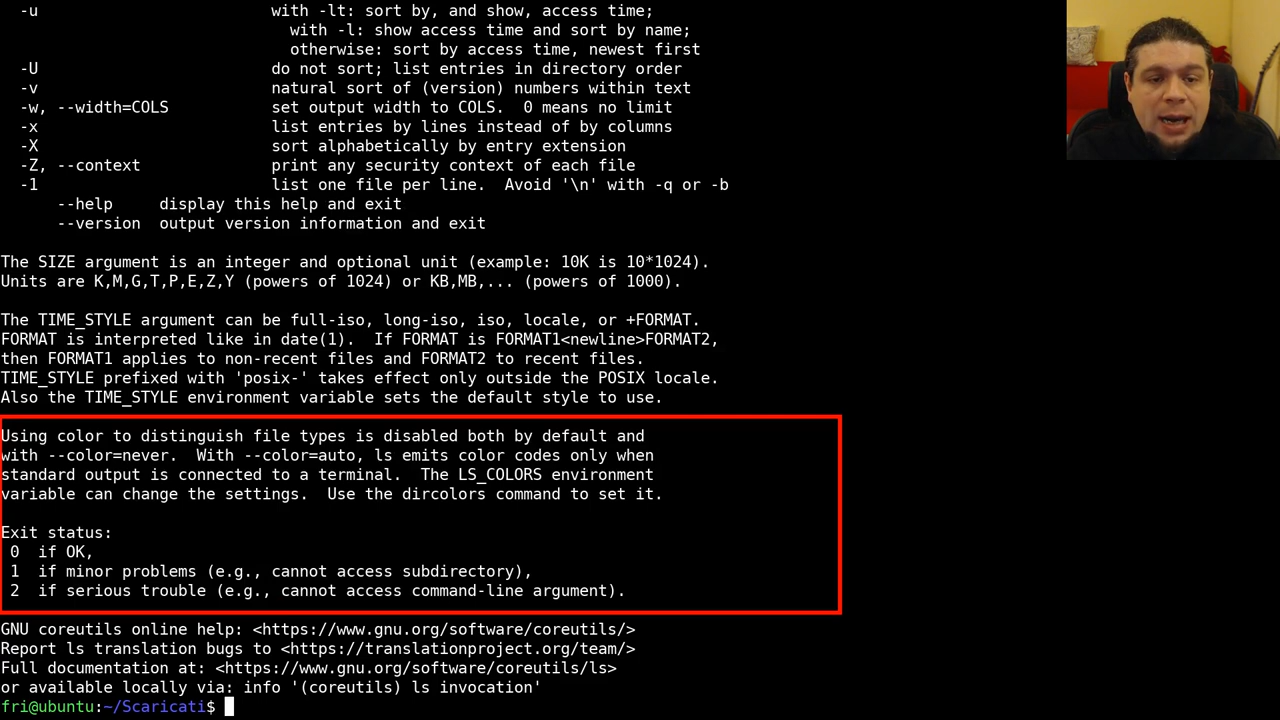 -u with -lt: sort by, and show, access time;
with -l: show access time and sort by name;
otherwise: sort by access time, newest first
-U do not sort; list entries in directory order
-v natural sort of (version) numbers within text
-w, --width=COLS set output width to COLS.  0 means no limit
-x list entries by lines instead of by columns
-X sort alphabetically by entry extension
-Z, --context print any security context of each file
-1 list one file per line.  Avoid '\n' with -q or -b
--help display this help and exit
--version output version information and exit
The SIZE argument is an integer and optional unit (example: 10K is 10*1024).
Units are K,M,G,T,P,E,Z,Y (powers of 1024) or KB,MB,... (powers of 1000).
The TIME_STYLE argument can be full-iso, long-iso, iso, locale, or +FORMAT.
FORMAT is interpreted like in date(1).  If FORMAT is FORMAT1<newline>FORMAT2,
then FORMAT1 applies to non-recent files and FORMAT2 to recent files.
TIME_STYLE prefixed with 'posix-' takes effect only outside the POSIX locale.
Also the TIME_STYLE environment variable sets the default style to use.
Using color to distinguish file types is disabled both by default and
with --color=never.  With --color=auto, ls emits color codes only when
standard output is connected to a terminal.  The LS_COLORS environment
variable can change the settings.  Use the dircolors command to set it.
Exit status:
0 if OK,
1 if minor problems (e.g., cannot access subdirectory),
2 if serious trouble (e.g., cannot access command-line argument).
GNU coreutils online help: <https://www.gnu.org/software/coreutils/>
Report ls translation bugs to <https://translationproject.org/team/>
Full documentation at: <https://www.gnu.org/software/coreutils/ls>
or available locally via: info '(coreutils) ls invocation'
fri@ubuntu:~/Scaricati$